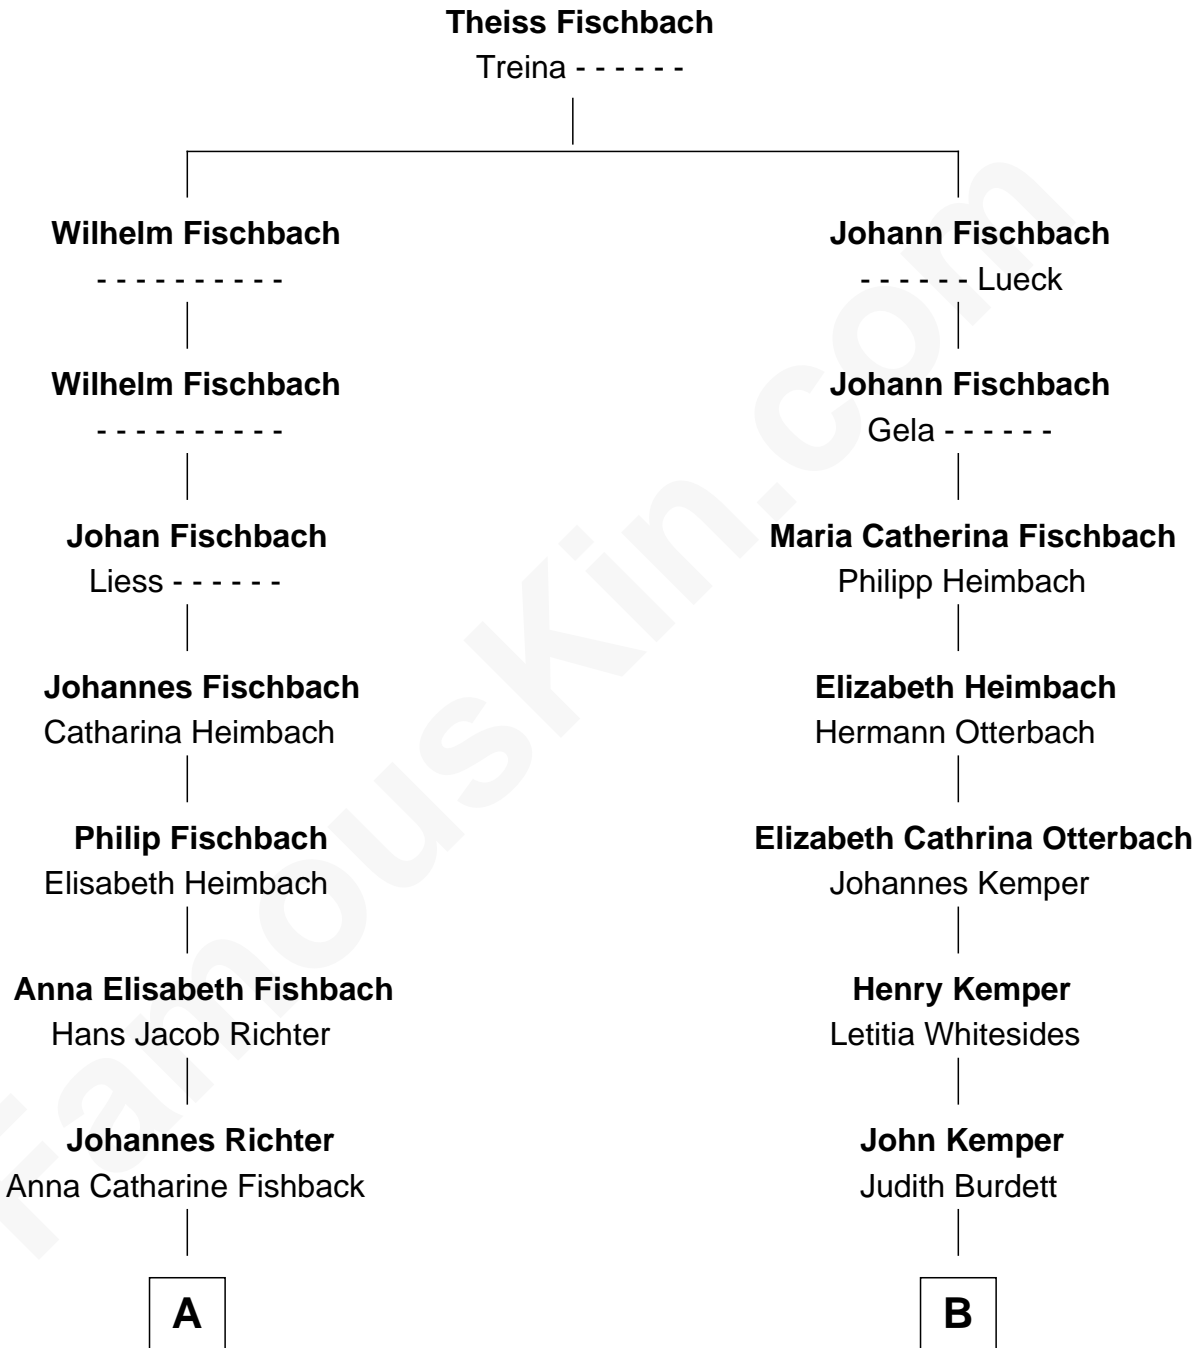 Theiss Fischbach
Treina - - - - - -
Wilhelm Fischbach
- - - - - - - - - -
Johann Fischbach
- - - - - - Lueck
Wilhelm Fischbach
- - - - - - - - - -
Johann Fischbach
Gela - - - - - -
Johan Fischbach
Liess - - - - - -
Maria Catherina Fischbach
Philipp Heimbach
Johannes Fischbach
Catharina Heimbach
Elizabeth Heimbach
Hermann Otterbach
Philip Fischbach
Elisabeth Heimbach
Elizabeth Cathrina Otterbach
Johannes Kemper
Anna Elisabeth Fishbach
Hans Jacob Richter
Henry Kemper
Letitia Whitesides
Johannes Richter
Anna Catharine Fishback
John Kemper
Judith Burdett
A
B
FamousKin.com